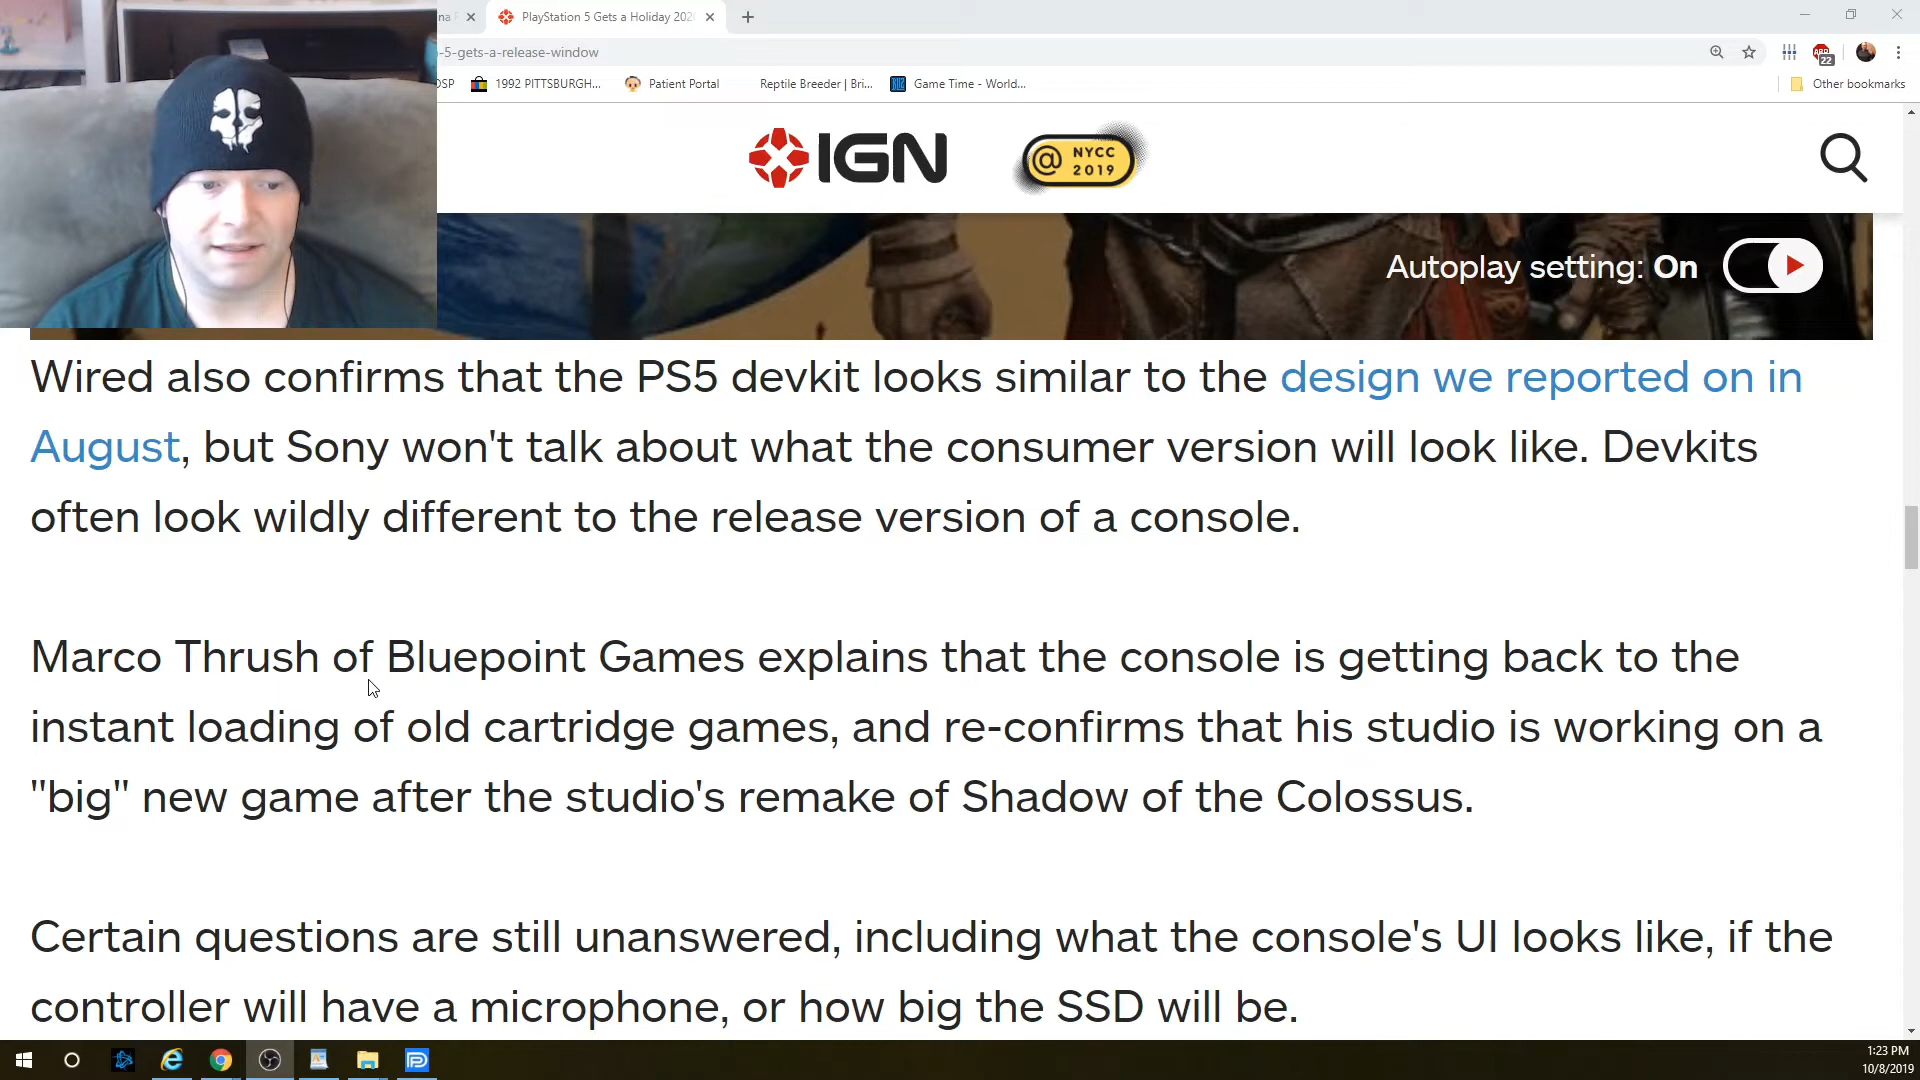 PlayStation 5 Gets a Holiday 202
-5-gets-a-release-window
22
OSP
1992 PITTSBURGH...
Patient Portal
Reptile Breeder | Bri...
Game Time - World...
Other bookmarks
IGN
@ NYCC
2019
Autoplay setting: On
Wired also confirms that the PS5 devkit looks similar to the design we reported on in
August, but Sony won't talk about what the consumer version will look like. Devkits
often look wildly different to the release version of a console.
Marco Thrush of Bluepoint Games explains that the console is getting back to the
instant loading of old cartridge games, and re-confirms that his studio is working on a
"big" new game after the studio's remake of Shadow of the Colossus.
Certain questions are still unanswered, including what the console's UI looks like, if the
controller will have a microphone, or how big the SSD will be.
1:23 PM
10/8/2019